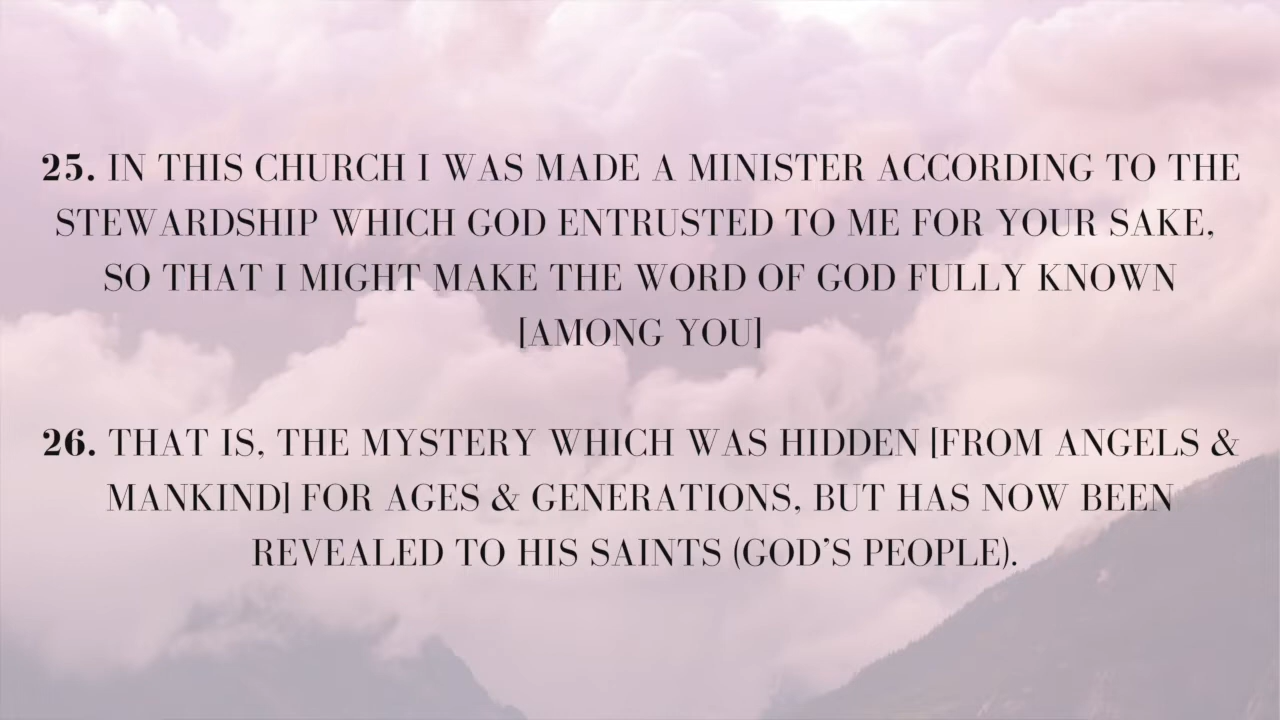 25. IN THIS CHURCH I WAS MADE A MINISTER ACCORDING TO THE
STEWARDSHIP WHICH GOD ENTRUSTED TO ME FOR YOUR SAKE,
SO THAT I MIGHT MAKE THE WORD OF GOD FULLY KNOWN
[AMONG YOU]
26. THAT IS, THE MYSTERY WHICH WAS HIDDEN [FROM ANGELS &
MANKIND] FOR AGES & GENERATIONS, BUT HAS NOW BEEN
REVEALED TO HIS SAINTS (GOD'S PEOPLE).